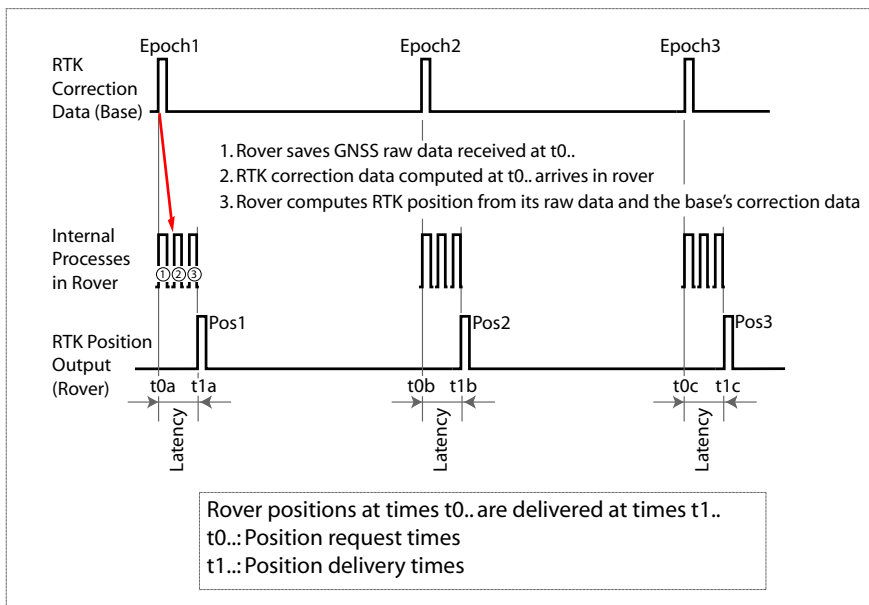 Epoch1 Epoch2 Epoch3
RTK
Correction
Data (Base)
1. Rover saves GNSS raw data received at t0..
2. RTK correction data computed at t0.. arrives in rover
3. Rover computes RTK position from its raw data and the base's correction data
Internal
Processes
in Rover
① ② ③
Pos1 Pos2 Pos3
RTK Position
Output
(Rover)
t0a t1a t0b t1b t0c t1c
Latency Latency Latency
Rover positions at times t0.. are delivered at times t1..
t0..: Position request times
t1..: Position delivery times